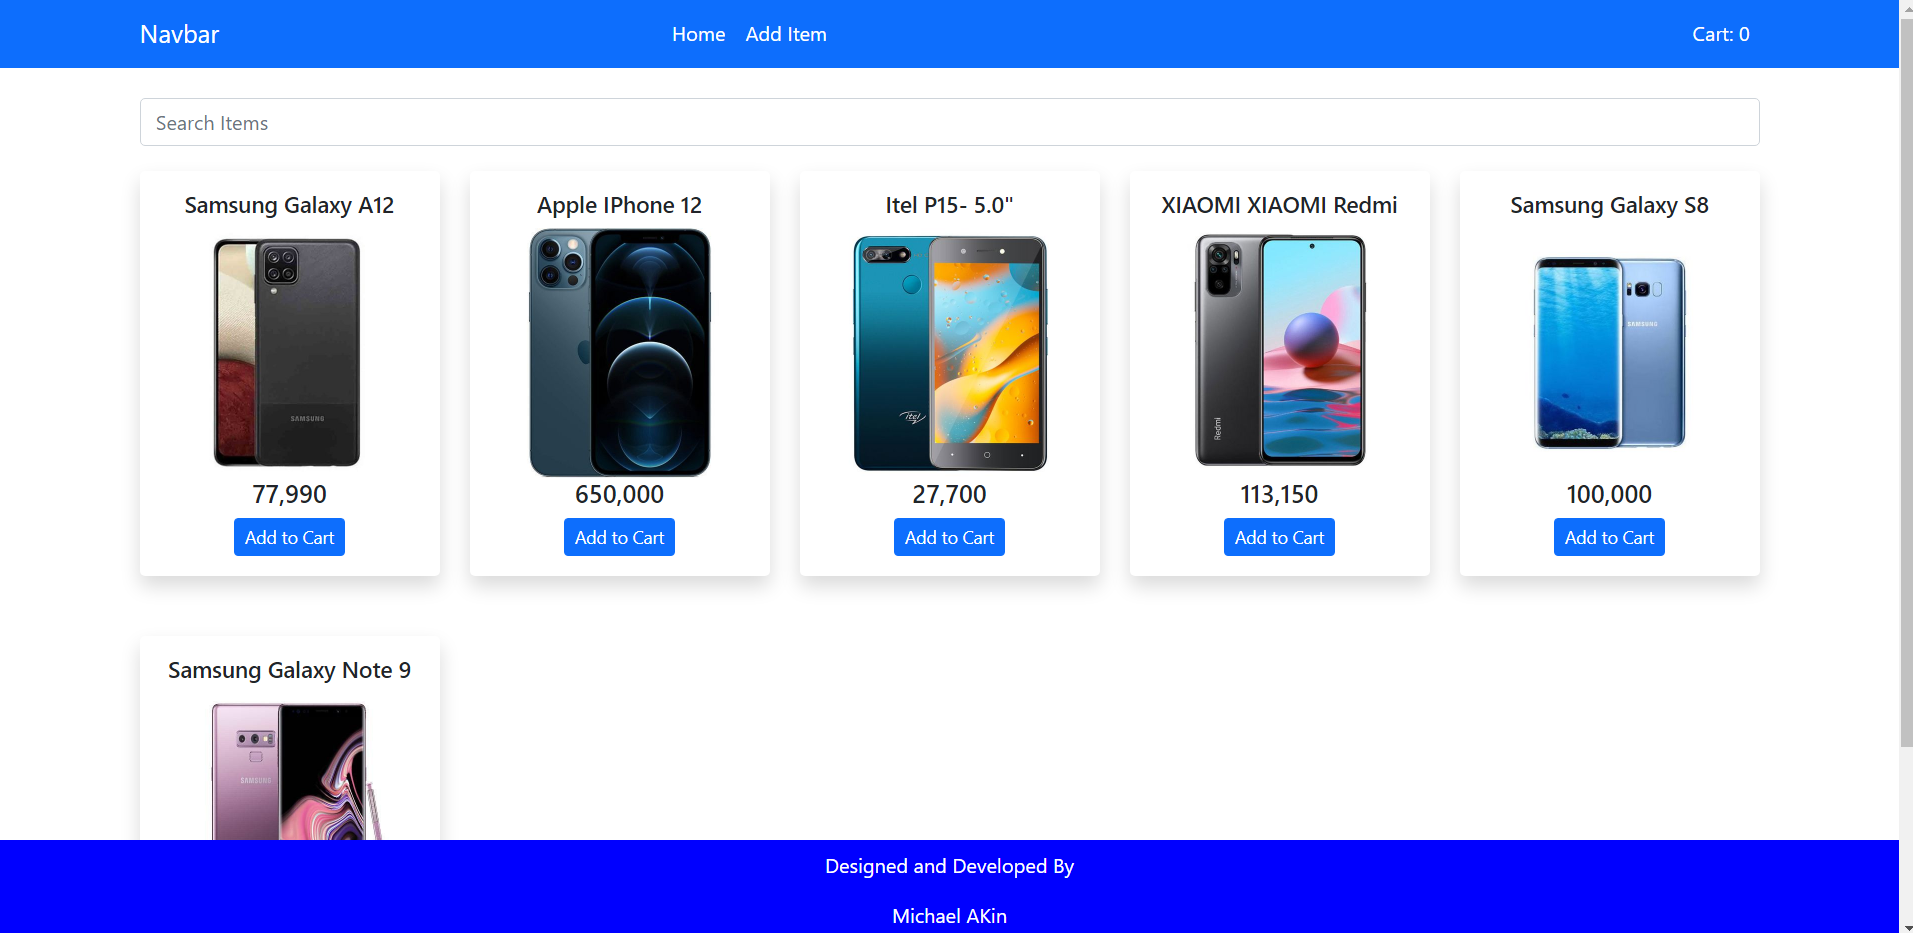 Navbar
Home Add Item
Cart: 0
Search Items
Samsung Galaxy A12
SAMSUNG
77,990
Add to Cart
Apple IPhone 12
650,000
Add to Cart
Itel P15- 5.0"
itel
27,700
Add to Cart
XIAOMI XIAOMI Redmi
Redmi
113,150
Add to Cart
Samsung Galaxy S8
SAMSUNG
100,000
Add to Cart
Samsung Galaxy Note 9
SAMSUNG
Designed and Developed By
Michael AKin